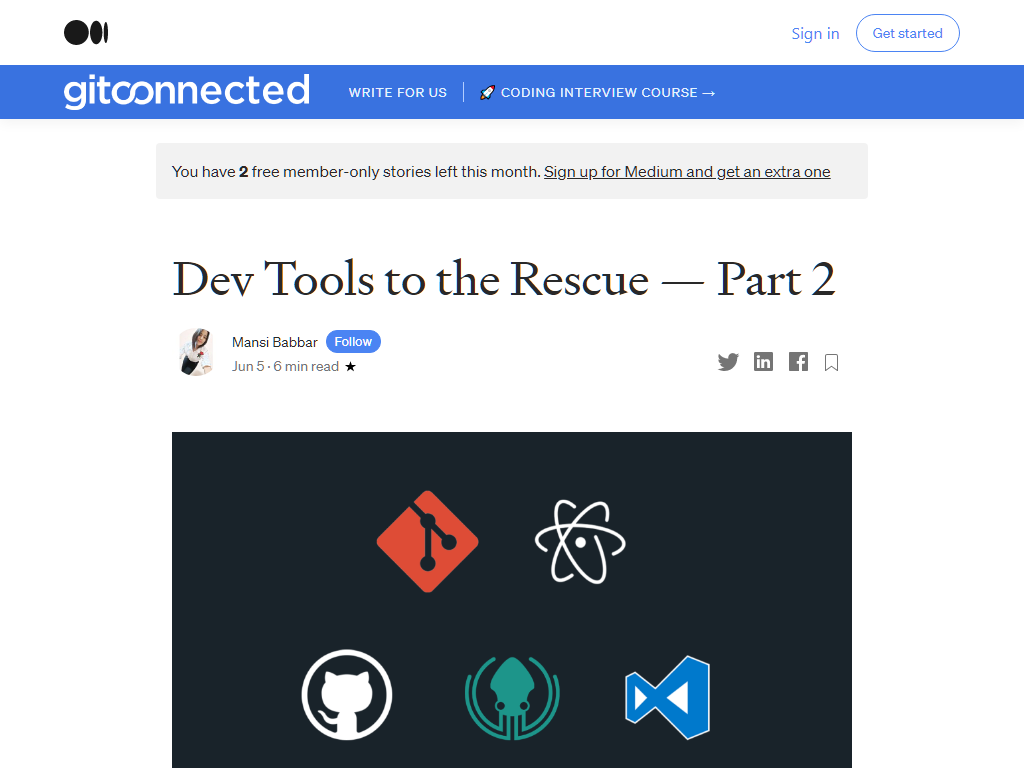 Sign in
Get started
gitconnected
WRITE FOR US
🚀 CODING INTERVIEW COURSE →
You have 2 free member-only stories left this month. Sign up for Medium and get an extra one
Dev Tools to the Rescue — Part 2
Mansi Babbar Follow
Jun 5 · 6 min read ★